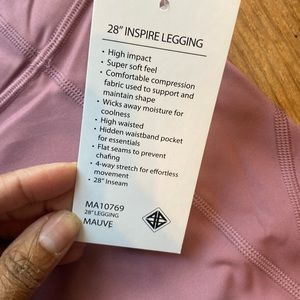 28” INSPIRE LEGGING
• High impact
• Super soft feel
• Comfortable compression
fabric used to support and
maintain shape
• Wicks away moisture for
coolness
• High waisted
• Hidden waistband pocket
for essentials
• Flat seams to prevent
chafing
• 4-way stretch for effortless
movement
• 28” Inseam
MA10769
28” LEGGING
MAUVE